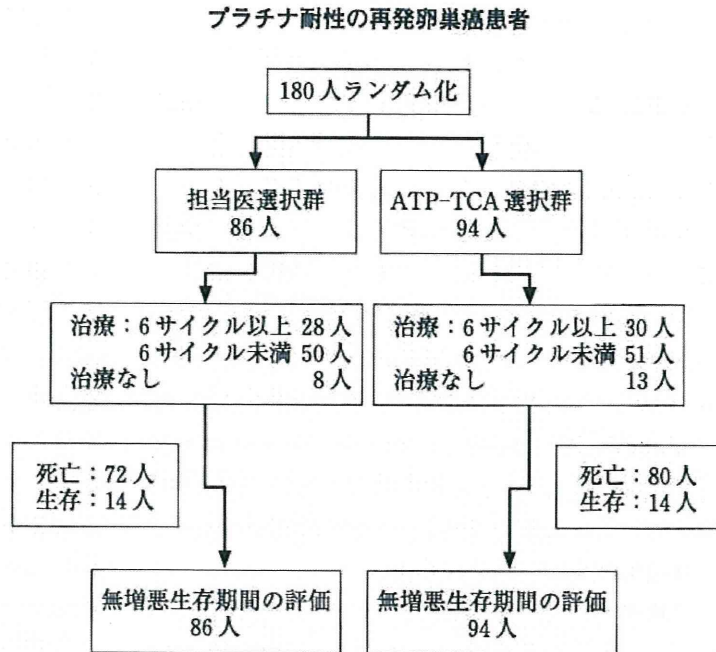 プラチナ耐性の再発卵巣癌患者
180人ランダム化
担当医選択群
86人
ATP-TCA選択群
94人
治療：6サイクル以上 28人
6サイクル未満 50人
治療なし 8人
治療：6サイクル以上 30人
6サイクル未満 51人
治療なし 13人
死亡：72人
生存：14人
死亡：80人
生存：14人
無増悪生存期間の評価
86人
無増悪生存期間の評価
94人